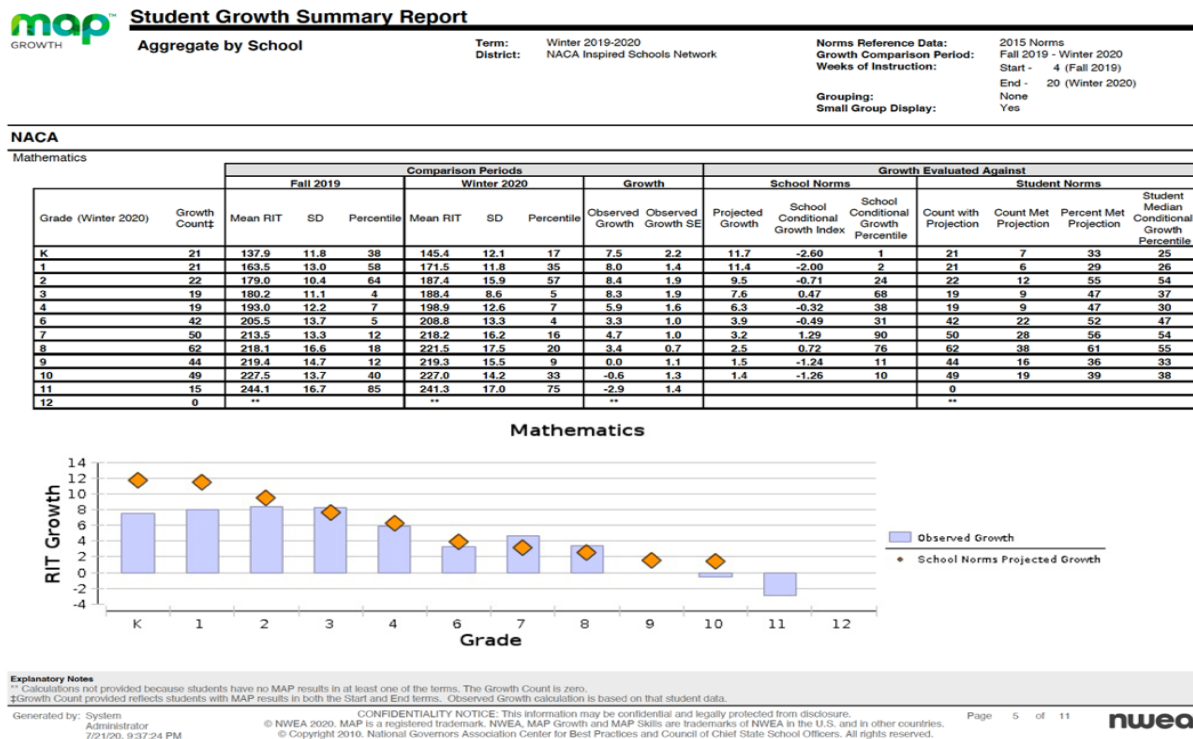 map™
GROWTH
Student Growth Summary Report
Aggregate by School
Term: Winter 2019-2020
District: NACA Inspired Schools Network
Norms Reference Data: 2015 Norms
Growth Comparison Period: Fall 2019 - Winter 2020
Weeks of Instruction: Start - 4 (Fall 2019)
End - 20 (Winter 2020)
Grouping: None
Small Group Display: Yes
NACA
Mathematics
Comparison Periods Growth Evaluated Against
Fall 2019 Winter 2020 Growth School Norms Student Norms
Grade (Winter 2020) Growth Count‡ Mean RIT SD Percentile Mean RIT SD Percentile Observed Growth Observed Growth SE Projected Growth School Conditional Growth Index School Conditional Growth Percentile Count with Projection Count Met Projection Percent Met Projection Student Median Conditional Growth Percentile
K 21 137.9 11.8 38 145.4 12.1 17 7.5 2.2 11.7 -2.60 1 21 7 33 25
1 21 163.5 13.0 58 171.5 11.8 35 8.0 1.4 11.4 -2.00 2 21 6 29 26
2 22 179.0 10.4 64 187.4 15.9 57 8.4 1.9 9.5 -0.71 24 22 12 55 54
3 19 180.2 11.1 4 188.4 8.6 5 8.3 1.9 7.6 0.47 68 19 9 47 37
4 19 193.0 12.2 7 198.9 12.6 7 5.9 1.6 6.3 -0.32 38 19 9 47 30
6 42 205.5 13.7 5 208.8 13.3 4 3.3 1.0 3.9 -0.49 31 42 22 52 47
7 50 213.5 13.3 12 218.2 16.2 16 4.7 1.0 3.2 1.29 90 50 28 56 54
8 62 218.1 16.6 18 221.5 17.5 20 3.4 0.7 2.5 0.72 76 62 38 61 55
9 44 219.4 14.7 12 219.3 15.5 9 0.0 1.1 1.5 -1.24 11 44 16 36 33
10 49 227.5 13.7 40 227.0 14.2 33 -0.6 1.3 1.4 -1.26 10 49 19 39 38
11 15 244.1 16.7 85 241.3 17.0 75 -2.9 1.4 0
12 0 ** ** ** **
Mathematics
RIT Growth
14
12
10
8
6
4
2
0
-2
-4
K 1 2 3 4 6 7 8 9 10 11 12
Grade
Observed Growth
School Norms Projected Growth
Explanatory Notes
** Calculations not provided because students have no MAP results in at least one of the terms. The Growth Count is zero.
‡Growth Count provided reflects students with MAP results in both the Start and End terms. Observed Growth calculation is based on that student data.
Generated by: System
Administrator
7/21/20, 9:37:24 PM
CONFIDENTIALITY NOTICE: This information may be confidential and legally protected from disclosure.
© NWEA 2020. MAP is a registered trademark. NWEA, MAP Growth and MAP Skills are trademarks of NWEA in the U.S. and in other countries.
© Copyright 2010. National Governors Association Center for Best Practices and Council of Chief State School Officers. All rights reserved.
Page 5 of 11
nwea